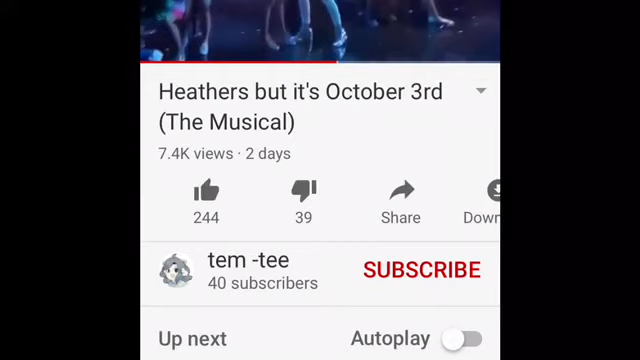 Heathers but it's October 3rd
(The Musical)
7.4K views · 2 days
244
39
Share
Down
tem -tee
40 subscribers
SUBSCRIBE
Up next
Autoplay